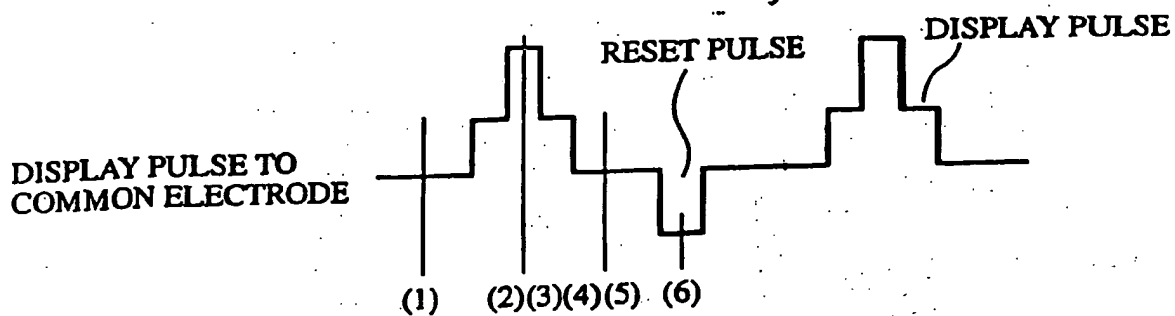 DISPLAY PULSE
RESET PULSE
DISPLAY PULSE TO
COMMON ELECTRODE
(1) (2)(3)(4)(5) (6)